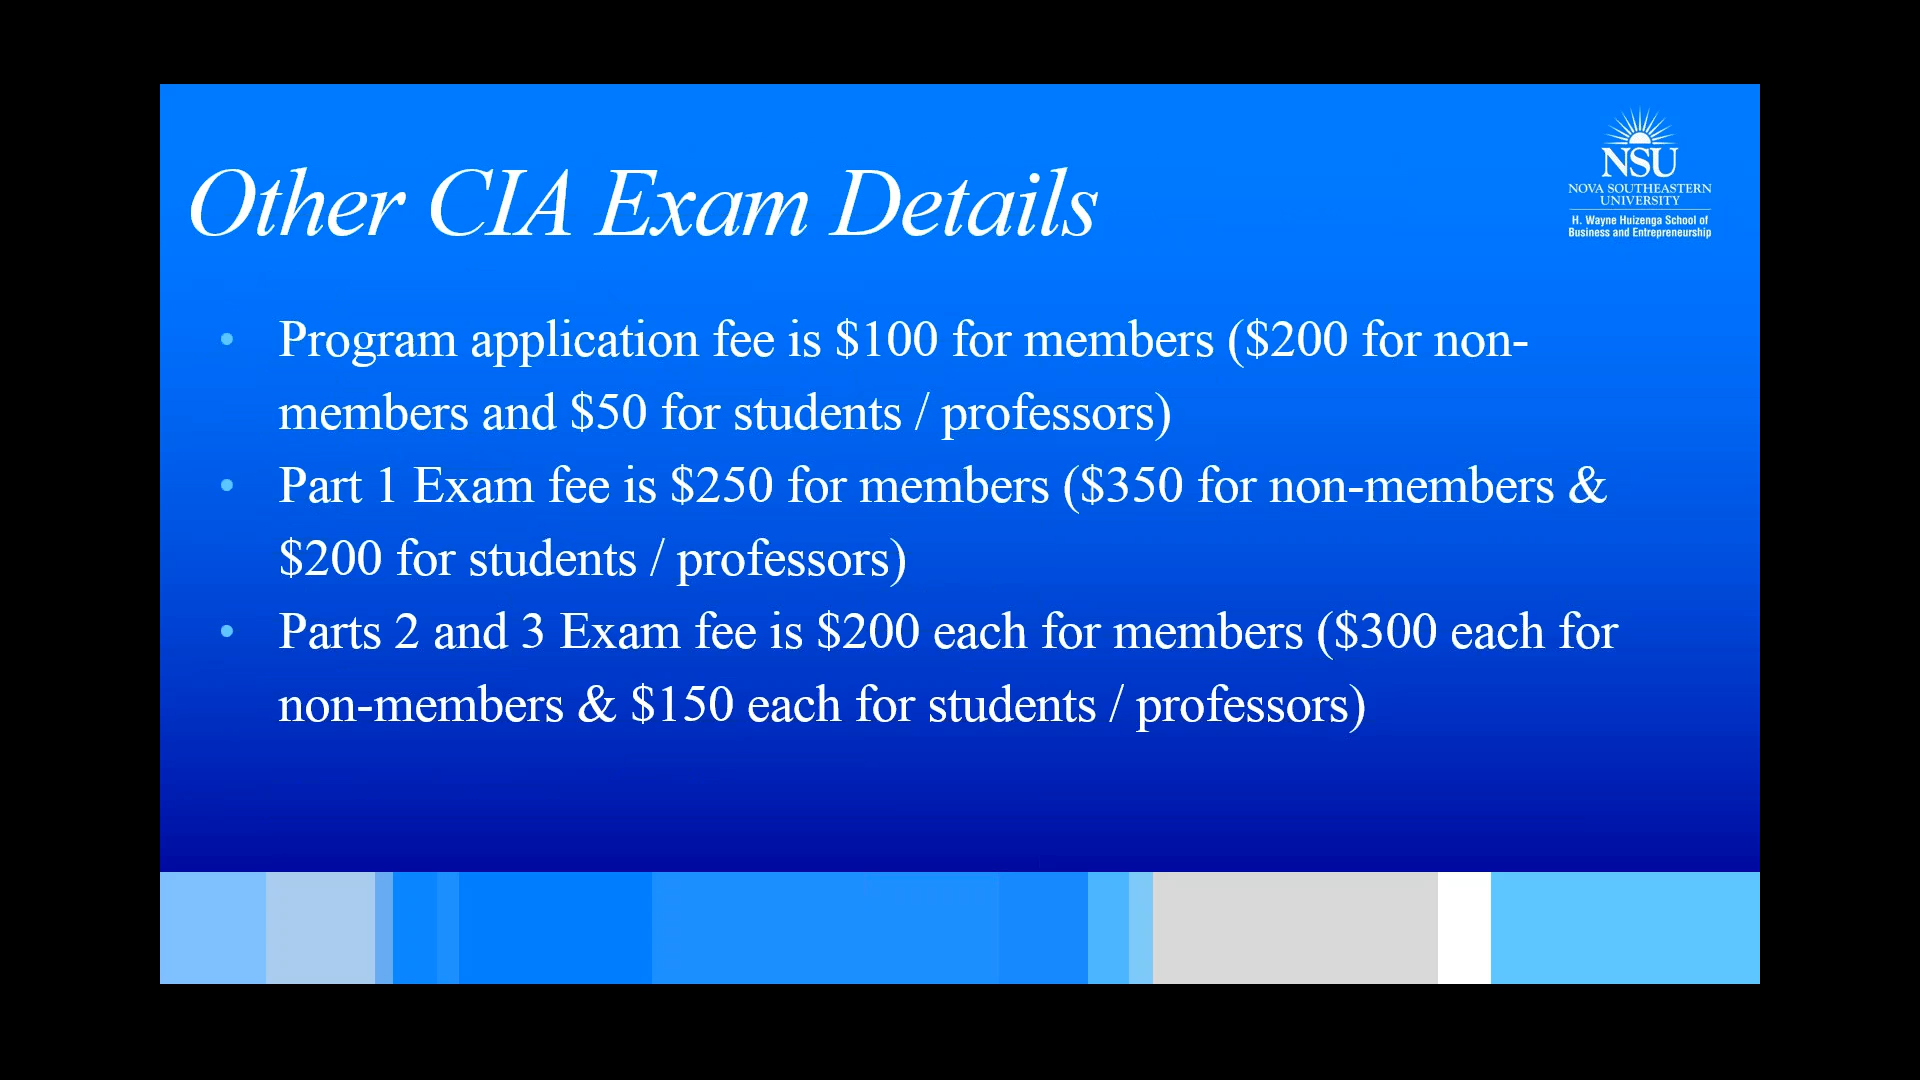 Other CIA Exam Details
NSU
NOVA SOUTHEASTERN
UNIVERSITY
H. Wayne Huizenga School of
Business and Entrepreneurship
• Program application fee is $100 for members ($200 for non-
members and $50 for students / professors)
• Part 1 Exam fee is $250 for members ($350 for non-members &
$200 for students / professors)
• Parts 2 and 3 Exam fee is $200 each for members ($300 each for
non-members & $150 each for students / professors)